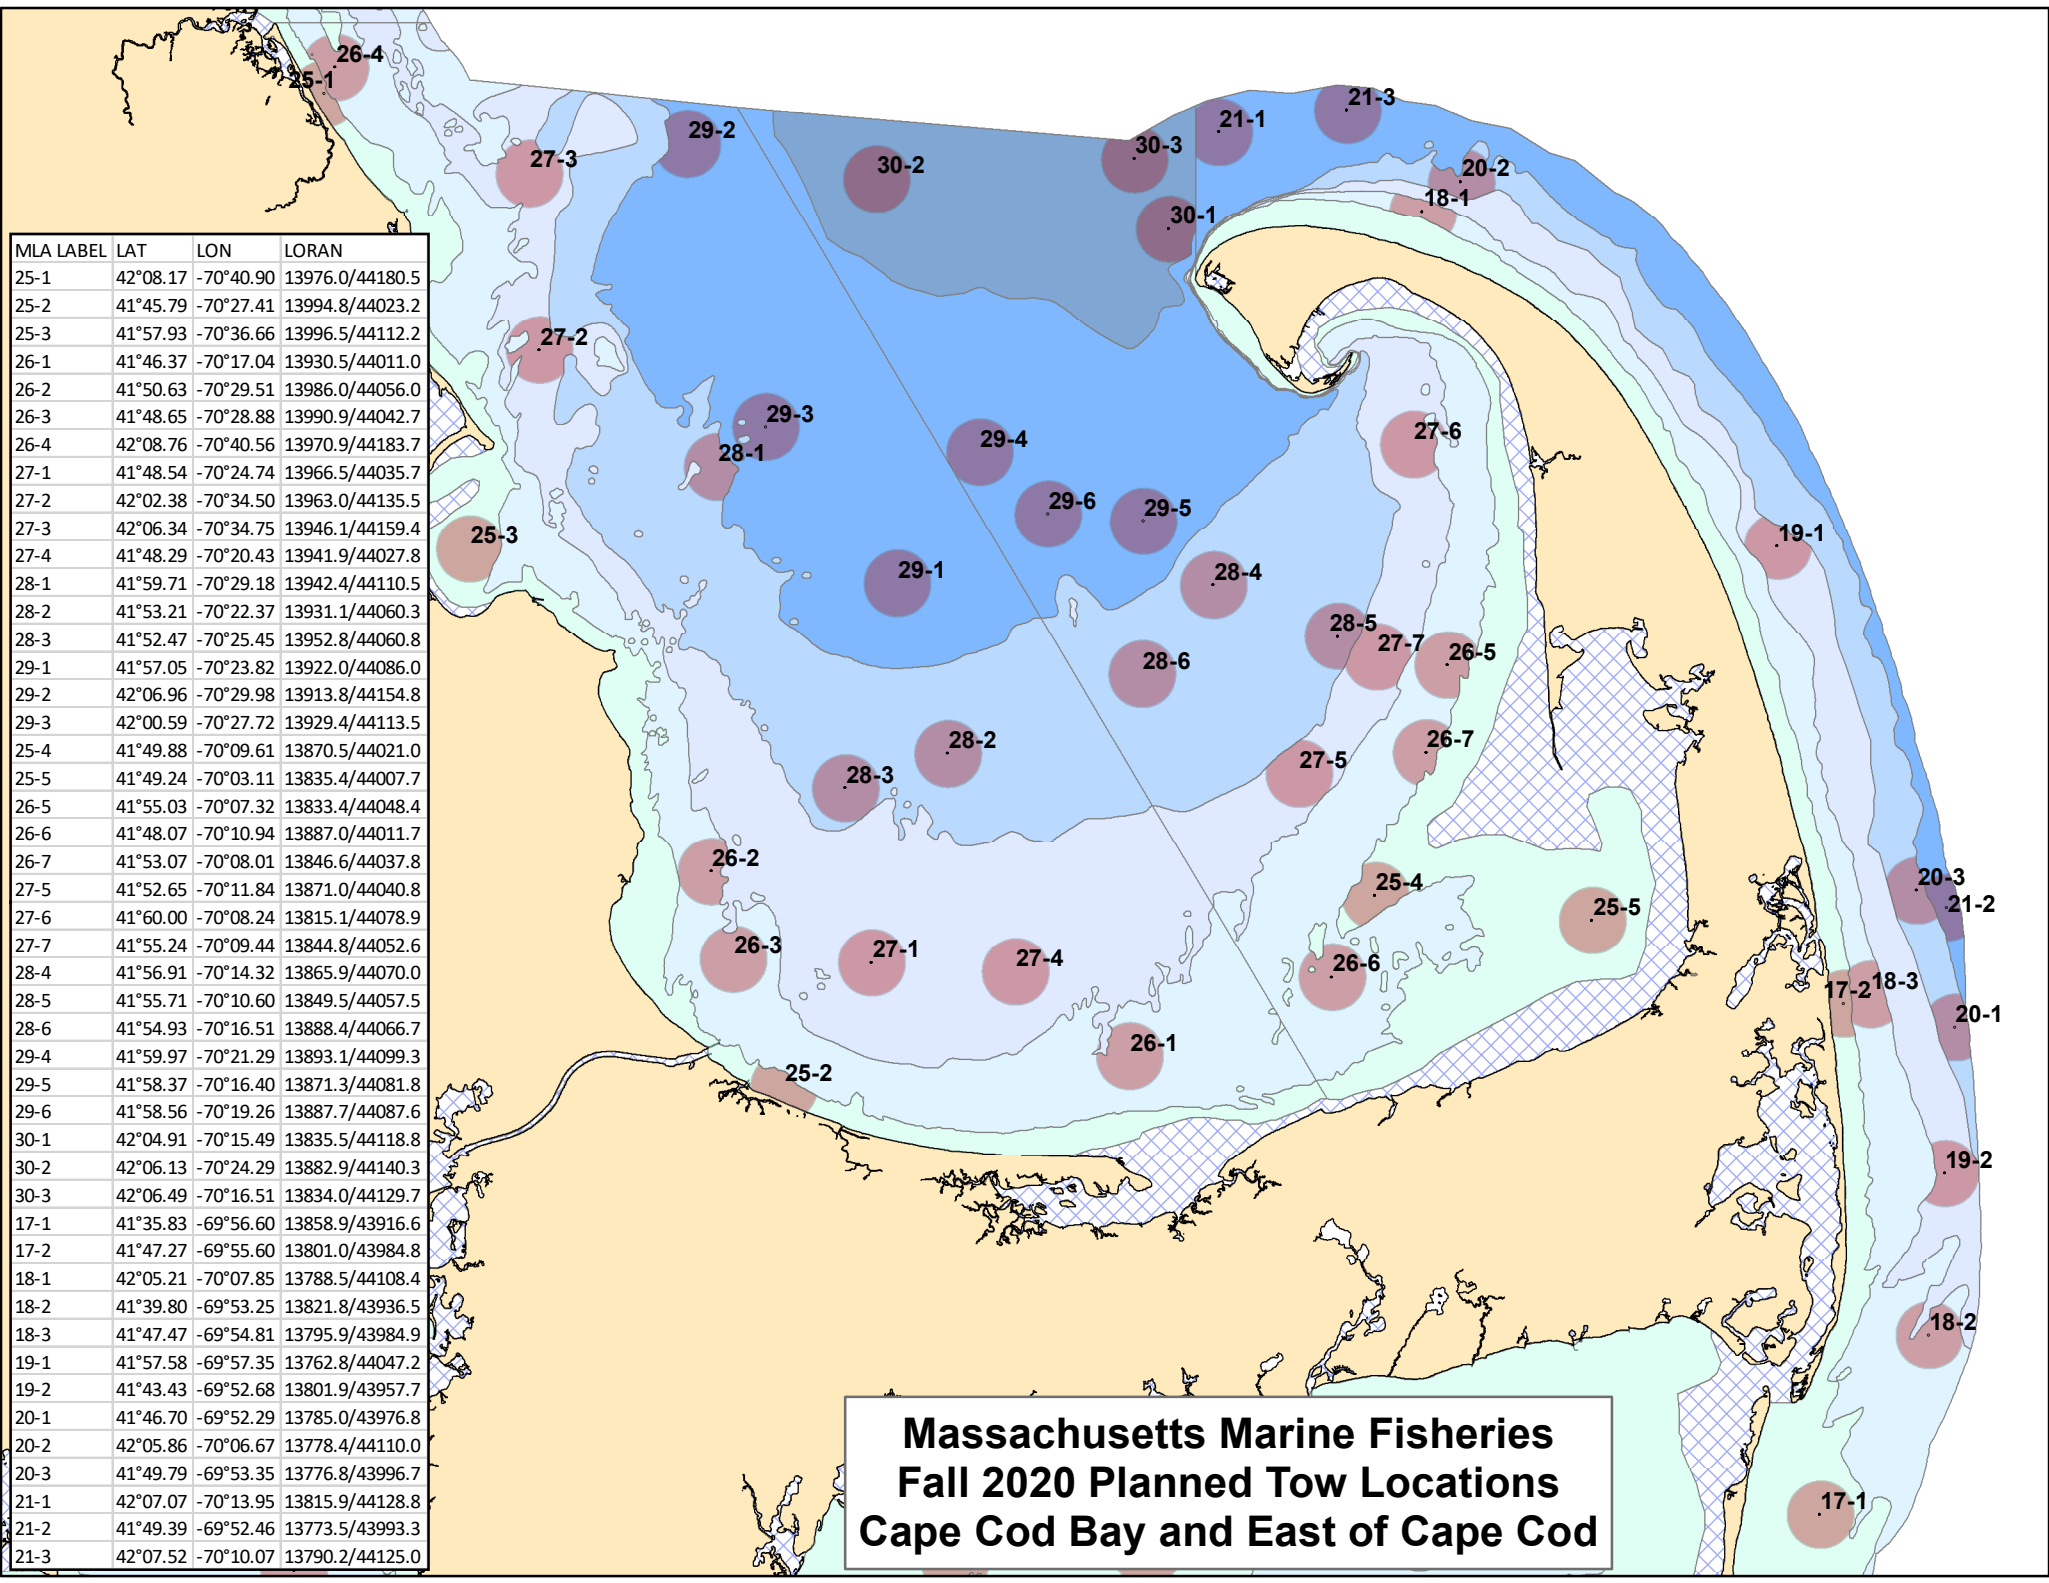 MLA LABEL LAT LON LORAN
25-1 42°08.17 -70°40.90 13976.0/44180.5
25-2 41°45.79 -70°27.41 13994.8/44023.2
25-3 41°57.93 -70°36.66 13996.5/44112.2
26-1 41°46.37 -70°17.04 13930.5/44011.0
26-2 41°50.63 -70°29.51 13986.0/44056.0
26-3 41°48.65 -70°28.88 13990.9/44042.7
26-4 42°08.76 -70°40.56 13970.9/44183.7
27-1 41°48.54 -70°24.74 13966.5/44035.7
27-2 42°02.38 -70°34.50 13963.0/44135.5
27-3 42°06.34 -70°34.75 13946.1/44159.4
27-4 41°48.29 -70°20.43 13941.9/44027.8
28-1 41°59.71 -70°29.18 13942.4/44110.5
28-2 41°53.21 -70°22.37 13931.1/44060.3
28-3 41°52.47 -70°25.45 13952.8/44060.8
29-1 41°57.05 -70°23.82 13922.0/44086.0
29-2 42°06.96 -70°29.98 13913.8/44154.8
29-3 42°00.59 -70°27.72 13929.4/44113.5
25-4 41°49.88 -70°09.61 13870.5/44021.0
25-5 41°49.24 -70°03.11 13835.4/44007.7
26-5 41°55.03 -70°07.32 13833.4/44048.4
26-6 41°48.07 -70°10.94 13887.0/44011.7
26-7 41°53.07 -70°08.01 13846.6/44037.8
27-5 41°52.65 -70°11.84 13871.0/44040.8
27-6 41°60.00 -70°08.24 13815.1/44078.9
27-7 41°55.24 -70°09.44 13844.8/44052.6
28-4 41°56.91 -70°14.32 13865.9/44070.0
28-5 41°55.71 -70°10.60 13849.5/44057.5
28-6 41°54.93 -70°16.51 13888.4/44066.7
29-4 41°59.97 -70°21.29 13893.1/44099.3
29-5 41°58.37 -70°16.40 13871.3/44081.8
29-6 41°58.56 -70°19.26 13887.7/44087.6
30-1 42°04.91 -70°15.49 13835.5/44118.8
30-2 42°06.13 -70°24.29 13882.9/44140.3
30-3 42°06.49 -70°16.51 13834.0/44129.7
17-1 41°35.83 -69°56.60 13858.9/43916.6
17-2 41°47.27 -69°55.60 13801.0/43984.8
18-1 42°05.21 -70°07.85 13788.5/44108.4
18-2 41°39.80 -69°53.25 13821.8/43936.5
18-3 41°47.47 -69°54.81 13795.9/43984.9
19-1 41°57.58 -69°57.35 13762.8/44047.2
19-2 41°43.43 -69°52.68 13801.9/43957.7
20-1 41°46.70 -69°52.29 13785.0/43976.8
20-2 42°05.86 -70°06.67 13778.4/44110.0
20-3 41°49.79 -69°53.35 13776.8/43996.7
21-1 42°07.07 -70°13.95 13815.9/44128.8
21-2 41°49.39 -69°52.46 13773.5/43993.3
21-3 42°07.52 -70°10.07 13790.2/44125.0
26-4
25-1
21-3
21-1
29-2
30-3
27-3
30-2
20-2
18-1
30-1
27-2
29-3
27-6
29-4
28-1
29-6
29-5
25-3
19-1
29-1
28-4
28-5
27-7
26-5
28-6
28-2
26-7
27-5
28-3
26-2
25-4
20-3
21-2
25-5
26-3
27-1
27-4
26-6
18-3
17-2
20-1
26-1
25-2
19-2
18-2
17-1
Massachusetts Marine Fisheries
Fall 2020 Planned Tow Locations
Cape Cod Bay and East of Cape Cod